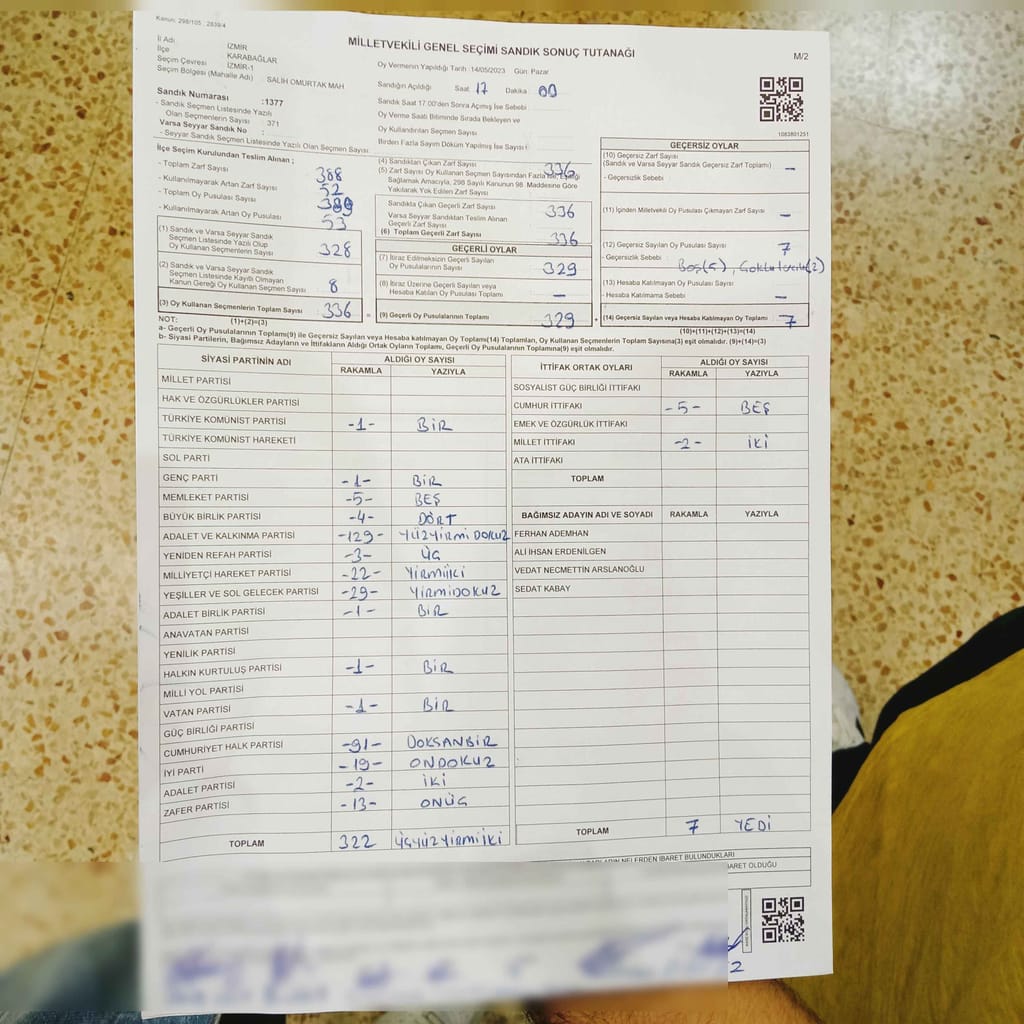 Kanun: 298/105 , 2839/4
MİLLETVEKİLİ GENEL SEÇİMİ SANDIK SONUÇ TUTANAĞI
M/2
İl Adı İZMİR
İlçe KARABAĞLAR
Seçim Çevresi İZMİR-1
Seçim Bölgesi (Mahalle Adı) SALİH OMURTAK MAH
Oy Vermenin Yapıldığı Tarih :14/05/2023 Gün: Pazar
Sandığın Açıldığı Saat 17 Dakika 00
Sandık Saat 17.00'den Sonra Açımış İse Sebebi
Oy Verme Saati Bitiminde Sırada Bekleyen ve
Oy Kullandırılan Seçmen Sayısı
Birden Fazla Sayım Döküm Yapılmış İse Sayısı :
1083801251
Sandık Numarası :1377
- Sandık Seçmen Listesinde Yazılı
Olan Seçmenlerin Sayısı : 371
Varsa Seyyar Sandık No :
- Seyyar Sandık Seçmen Listesinde Yazılı Olan Seçmen Sayısı
İlçe Seçim Kurulundan Teslim Alınan ;
- Toplam Zarf Sayısı 388
- Kullanılmayarak Artan Zarf Sayısı 52
- Toplam Oy Pusulası Sayısı 389
- Kullanılmayarak Artan Oy Pusulası 53
(1) Sandık ve Varsa Seyyar Sandık
Seçmen Listesinde Yazılı Olup
Oy Kullanan Seçmenlerin Sayısı 328
(2) Sandık ve Varsa Seyyar Sandık
Seçmen Listesinde Kayıtlı Olmayan
Kanun Gereği Oy Kullanan Seçmen Sayısı 8
(3) Oy Kullanan Seçmenlerin Toplam Sayısı 336
(1)+(2)=(3)
(4) Sandıktan Çıkan Zarf Sayısı 336
(5) Zarf Sayısı Oy Kullanan Seçmen Sayısından Fazla İse, Eşitliği
Sağlamak Amacıyla, 298 Sayılı Kanunun 98. Maddesine Göre
Yakılarak Yok Edilen Zarf Sayısı
Sandıkla Çıkan Geçerli Zarf Sayısı 336
Varsa Seyyar Sandıktan Teslim Alınan
Geçerli Zarf Sayısı
(6) Toplam Geçerli Zarf Sayısı 336
GEÇERLİ OYLAR
(7) İtiraz Edilmeksizin Geçerli Sayılan
Oy Pusulalarının Sayısı 329
(8) İtiraz Üzerine Geçerli Sayılan veya
Hesaba Katılan Oy Pusulası Toplamı —
(9) Geçerli Oy Pusulalarının Toplamı 329
GEÇERSİZ OYLAR
(10) Geçersiz Zarf Sayısı
(Sandık ve Varsa Seyyar Sandık Geçersiz Zarf Toplamı) —
- Geçersizlik Sebebi
(11) İçinden Milletvekili Oy Pusulası Çıkmayan Zarf Sayısı —
(12) Geçersiz Sayılan Oy Pusulası Sayısı 7
- Geçersizlik Sebebi : Boş(5),
(13) Hesaba Katılmayan Oy Pusulası Sayısı
- Hesaba Katılmama Sebebi —
(14) Geçersiz Sayılan veya Hesaba Katılmayan Oy Toplamı 7
(10)+(11)+(12)+(13)=(14)
NOT:
a- Geçerli Oy Pusulalarının Toplamı(9) ile Geçersiz Sayılan veya Hesaba katılmayan Oy Toplamı(14) Toplamları, Oy Kullanan Seçmenlerin Toplam Sayısına(3) eşit olmalıdır. (9)+(14)=(3)
b- Siyasi Partilerin, Bağımsız Adayların ve İttifakların Aldığı Ortak Oyların Toplamı, Geçerli Oy Pusulalarının Toplamına(9) eşit olmalıdır.
SİYASİ PARTİNİN ADI ALDIĞI OY SAYISI
RAKAMLA YAZIYLA
MİLLET PARTİSİ
HAK VE ÖZGÜRLÜKLER PARTİSİ
TÜRKİYE KOMÜNİST PARTİSİ -1- BİR
TÜRKİYE KOMÜNİST HAREKETİ
SOL PARTİ
GENÇ PARTİ -1- BİR
MEMLEKET PARTİSİ -5- BEŞ
BÜYÜK BİRLİK PARTİSİ -4- DÖRT
ADALET VE KALKINMA PARTİSİ -129- YÜZYİRMİ DOKUZ
YENİDEN REFAH PARTİSİ -3- ÜÇ
MİLLİYETÇİ HAREKET PARTİSİ -22- YİRMİİKİ
YEŞİLLER VE SOL GELECEK PARTİSİ -29- YİRMİDOKUZ
ADALET BİRLİK PARTİSİ -1- BİR
ANAVATAN PARTİSİ
YENİLİK PARTİSİ
HALKIN KURTULUŞ PARTİSİ -1- BİR
MİLLİ YOL PARTİSİ
VATAN PARTİSİ -1- BİR
GÜÇ BİRLİĞİ PARTİSİ
CUMHURİYET HALK PARTİSİ -91- DOKSANBİR
İYİ PARTİ -19- ONDOKUZ
ADALET PARTİSİ -2- İKİ
ZAFER PARTİSİ -13- ONÜÇ
TOPLAM 322 ÜÇYÜZYİRMİİKİ
İTTİFAK ORTAK OYLARI ALDIĞI OY SAYISI
RAKAMLA YAZIYLA
SOSYALİST GÜÇ BİRLİĞİ İTTİFAKI
CUMHUR İTTİFAKI -5- BEŞ
EMEK VE ÖZGÜRLÜK İTTİFAKI
MİLLET İTTİFAKI -2- İKİ
ATA İTTİFAKI
TOPLAM
BAĞIMSIZ ADAYIN ADI VE SOYADI RAKAMLA YAZIYLA
FERHAN ADEMHAN
ALİ İHSAN ERDENİLGEN
VEDAT NECMETTİN ARSLANOĞLU
SEDAT KABAY
TOPLAM 7 YEDİ
NELERDEN İBARET BULUNDUKLARI
İBARET OLDUĞU
2